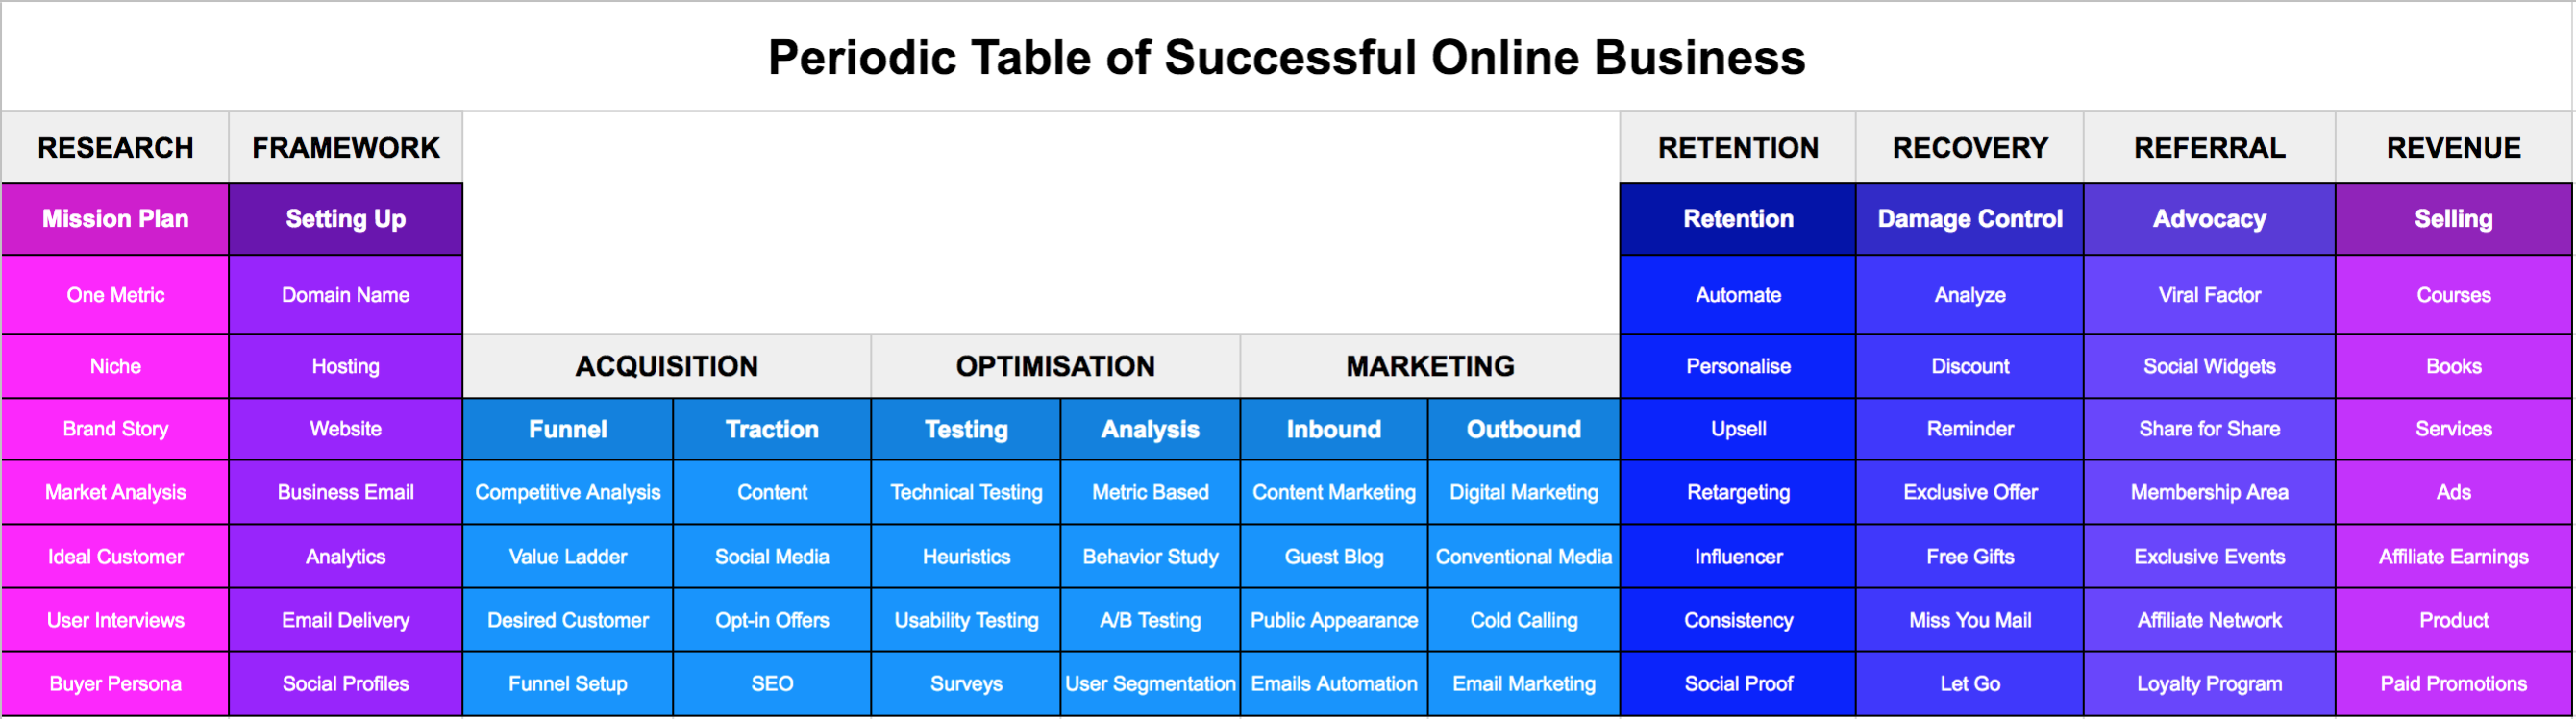 Periodic Table of Successful Online Business
RESEARCH FRAMEWORK RETENTION RECOVERY REFERRAL REVENUE
Mission Plan Setting Up Retention Damage Control Advocacy Selling
One Metric Domain Name Automate Analyze Viral Factor Courses
Niche Hosting ACQUISITION OPTIMISATION MARKETING Personalise Discount Social Widgets Books
Brand Story Website Funnel Traction Testing Analysis Inbound Outbound Upsell Reminder Share for Share Services
Market Analysis Business Email Competitive Analysis Content Technical Testing Metric Based Content Marketing Digital Marketing Retargeting Exclusive Offer Membership Area Ads
Ideal Customer Analytics Value Ladder Social Media Heuristics Behavior Study Guest Blog Conventional Media Influencer Free Gifts Exclusive Events Affiliate Earnings
User Interviews Email Delivery Desired Customer Opt-in Offers Usability Testing A/B Testing Public Appearance Cold Calling Consistency Miss You Mail Affiliate Network Product
Buyer Persona Social Profiles Funnel Setup SEO Surveys User Segmentation Emails Automation Email Marketing Social Proof Let Go Loyalty Program Paid Promotions